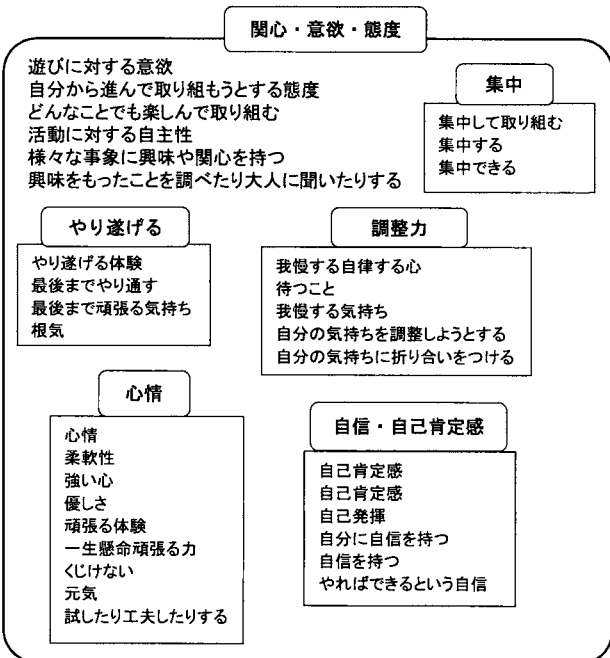 関心・意欲・態度
遊びに対する意欲
自分から進んで取り組もうとする態度
どんなことでも楽しんで取り組む
活動に対する自主性
様々な事象に興味や関心を持つ
興味をもったことを調べたり大人に聞いたりする
集中
集中して取り組む
集中する
集中できる
やり遂げる
やり遂げる体験
最後までやり通す
最後まで頑張る気持ち
根気
調整力
我慢する自律する心
待つこと
我慢する気持ち
自分の気持ちを調整しようとする
自分の気持ちに折り合いをつける
心情
心情
柔軟性
強い心
優しさ
頑張る体験
一生懸命頑張る力
くじけない
元気
試したり工夫したりする
自信・自己肯定感
自己肯定感
自己肯定感
自己発揮
自分に自信を持つ
自信を持つ
やればできるという自信